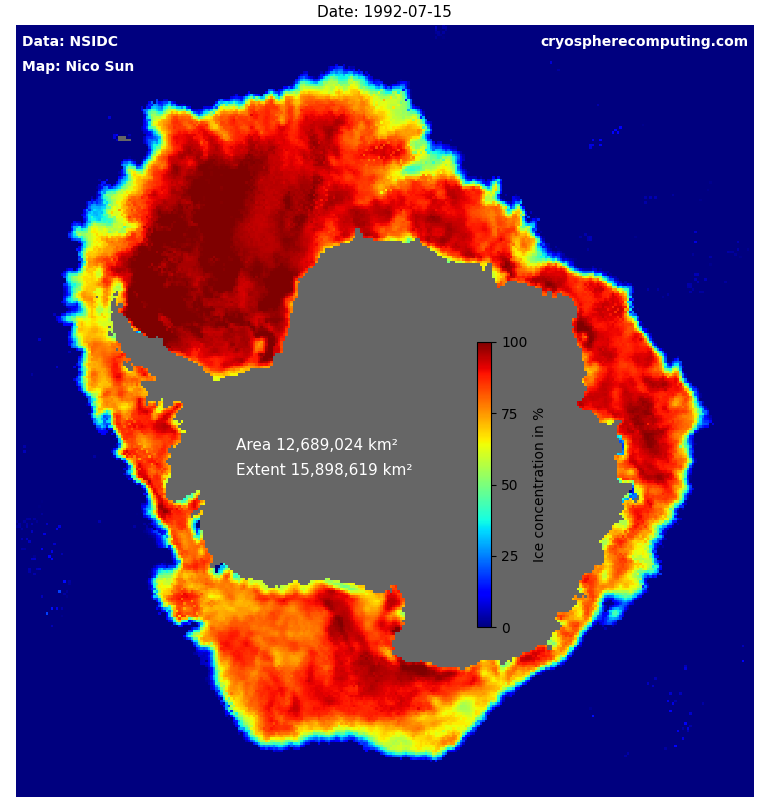 Date: 1992-07-15
Data: NSIDC
cryospherecomputing.com
Map: Nico Sun
100
75
50
25
0
Ice concentration in %
Area 12,689,024 km²
Extent 15,898,619 km²